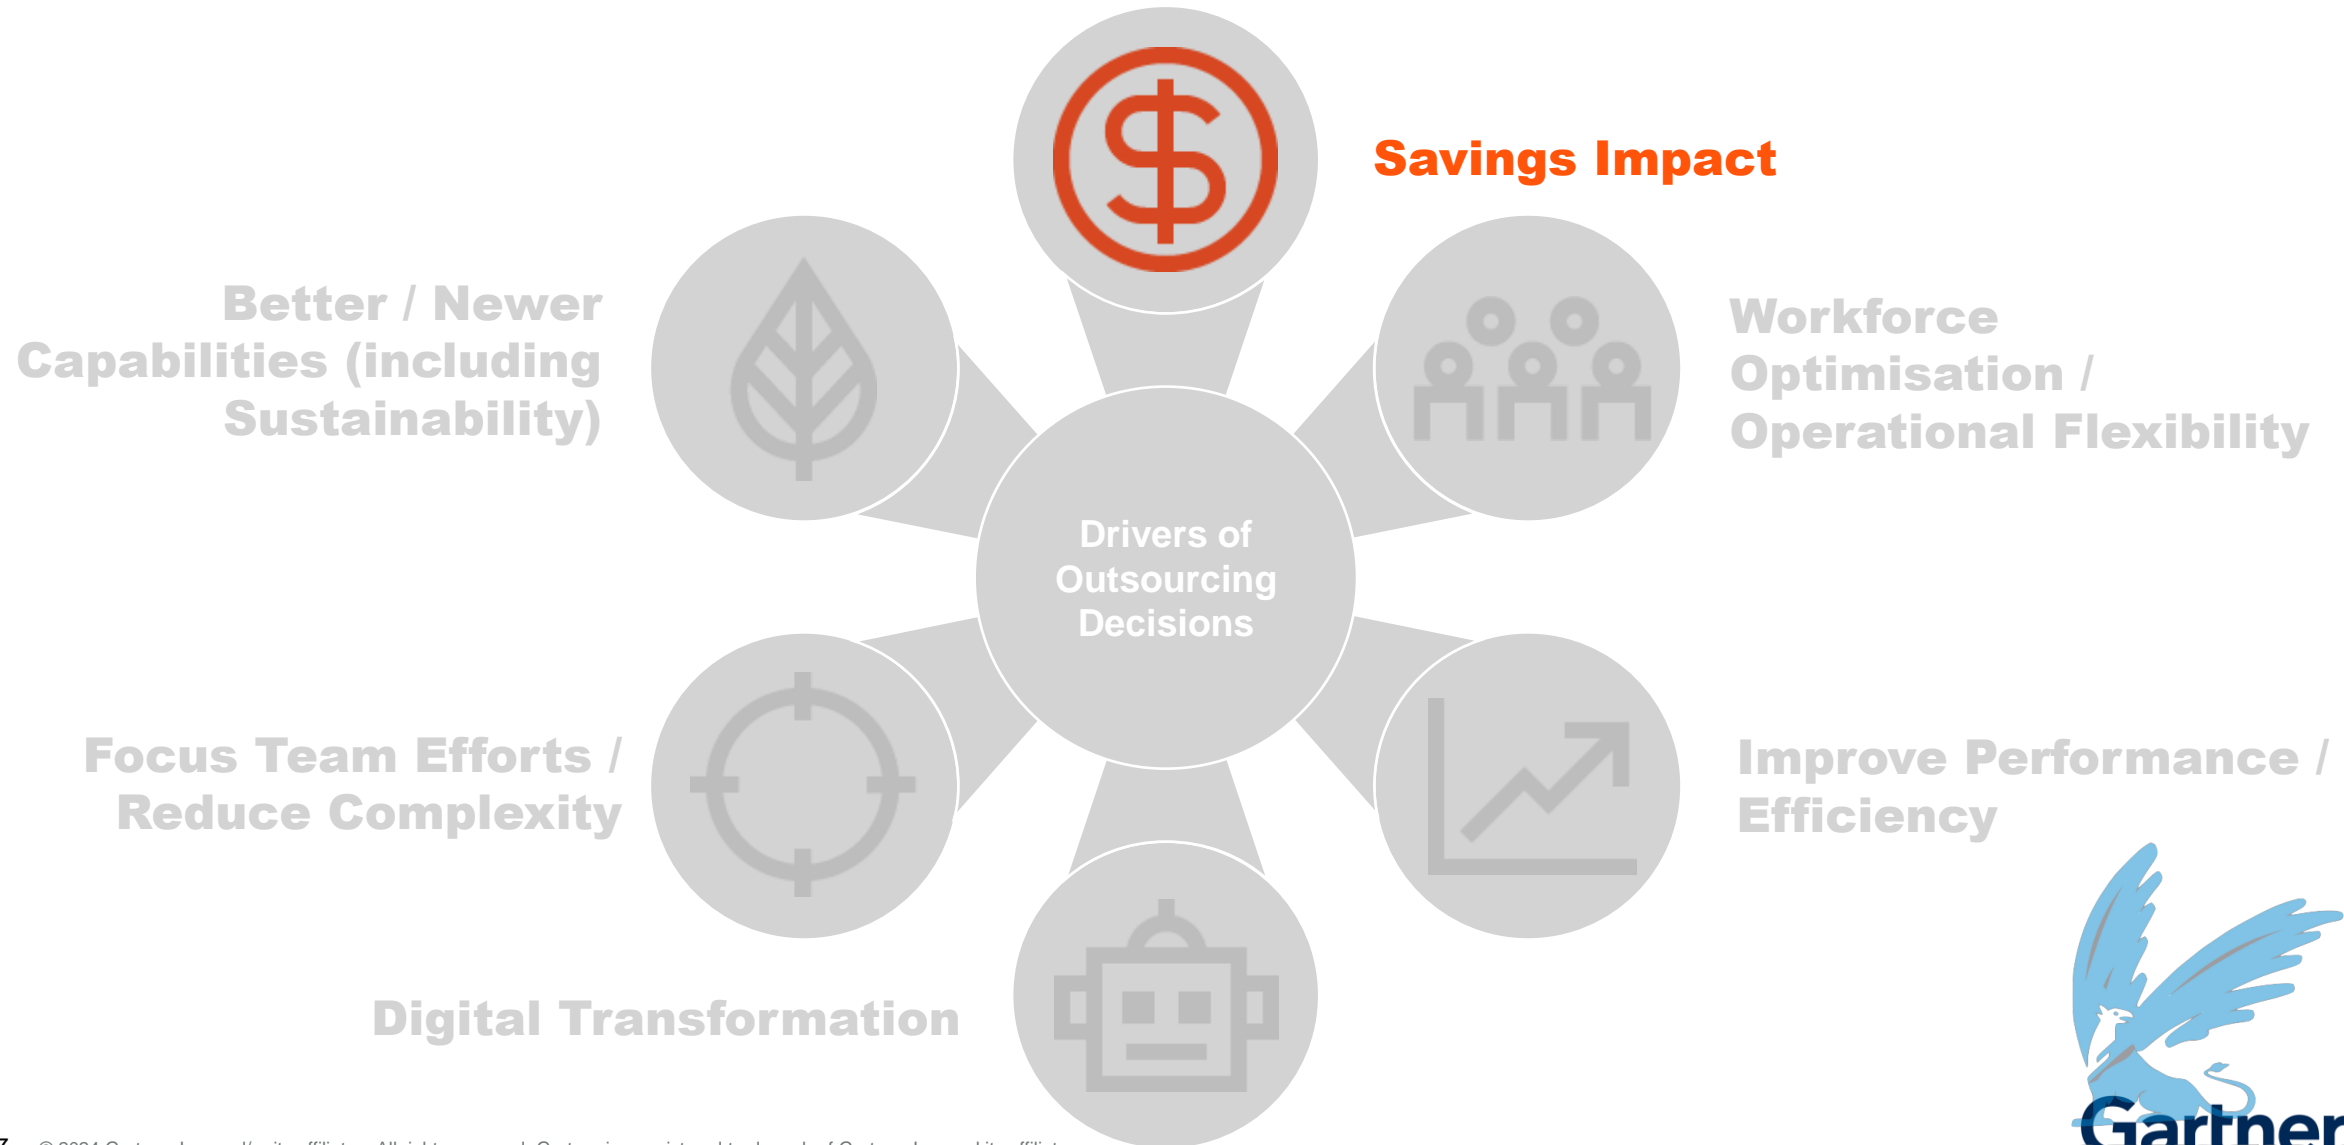 Savings Impact
Better / Newer
Capabilities (including
Sustainability)
Workforce
Optimisation /
Operational Flexibility
Drivers of
Outsourcing
Decisions
Focus Team Efforts /
Reduce Complexity
Improve Performance /
Efficiency
Digital Transformation
Gartner